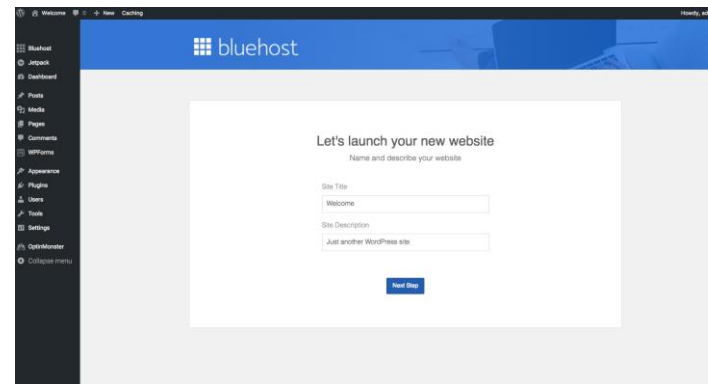 Welcome 0 + New Caching
Howdy, ad
Bluehost
Jetpack
Dashboard
Posts
Media
Pages
Comments
WPForms
Appearance
Plugins
Users
Tools
Settings
OptinMonster
Collapse menu
bluehost
Let's launch your new website
Name and describe your website
Site Title
Welcome
Site Description
Just another WordPress site
Next Step